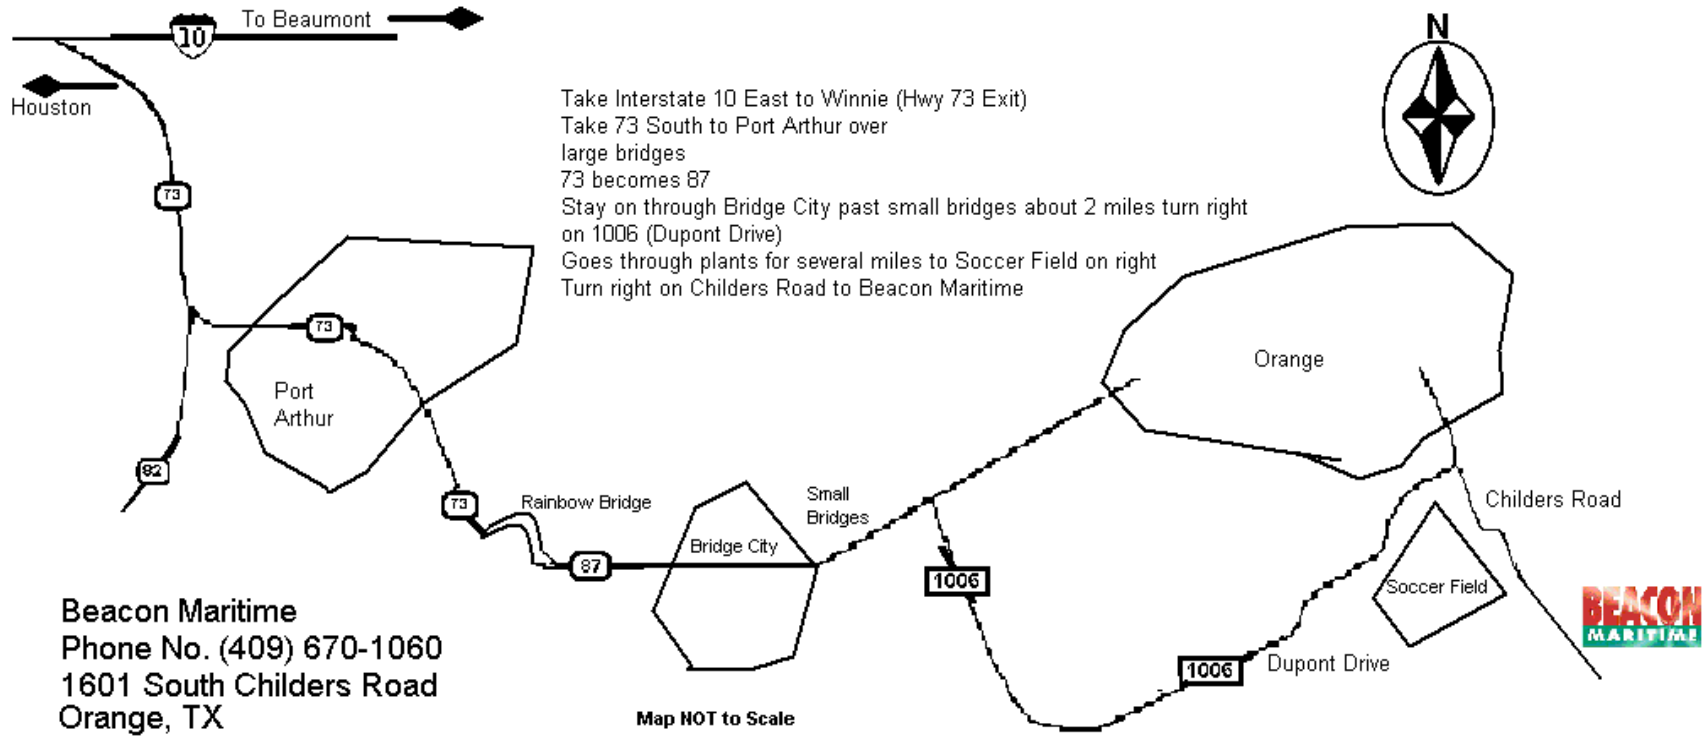 To Beaumont
10
N
Houston
Take Interstate 10 East to Winnie (Hwy 73 Exit)
Take 73 South to Port Arthur over
large bridges
73 becomes 87
Stay on through Bridge City past small bridges about 2 miles turn right
on 1006 (Dupont Drive)
Goes through plants for several miles to Soccer Field on right
Turn right on Childers Road to Beacon Maritime
73
73
Port
Arthur
Orange
82
73
Rainbow Bridge
Small
Bridges
Childers Road
Bridge City
87
1006
Soccer Field
BEACON
MARITIME
1006
Dupont Drive
Beacon Maritime
Phone No. (409) 670-1060
1601 South Childers Road
Orange, TX
Map NOT to Scale